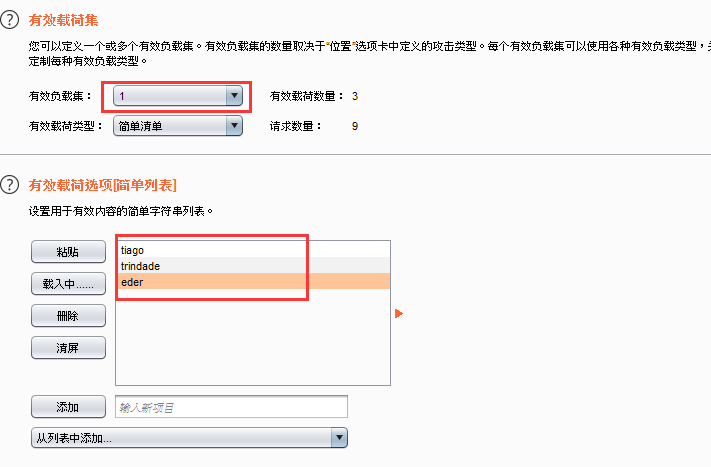 有效载荷集
您可以定义一个或多个有效负载集。有效负载集的数量取决于“位置”选项卡中定义的攻击类型。每个有效负载集可以使用各种有效负载类型，
定制每种有效负载类型。
有效负载集： 1 有效载荷数量： 3
有效载荷类型： 简单清单 请求数量： 9
有效载荷选项[简单列表]
设置用于有效内容的简单字符串列表。
粘贴 tiago
trindade
载入中...... eder
删除
清屏
添加 输入新项目
从列表中添加...